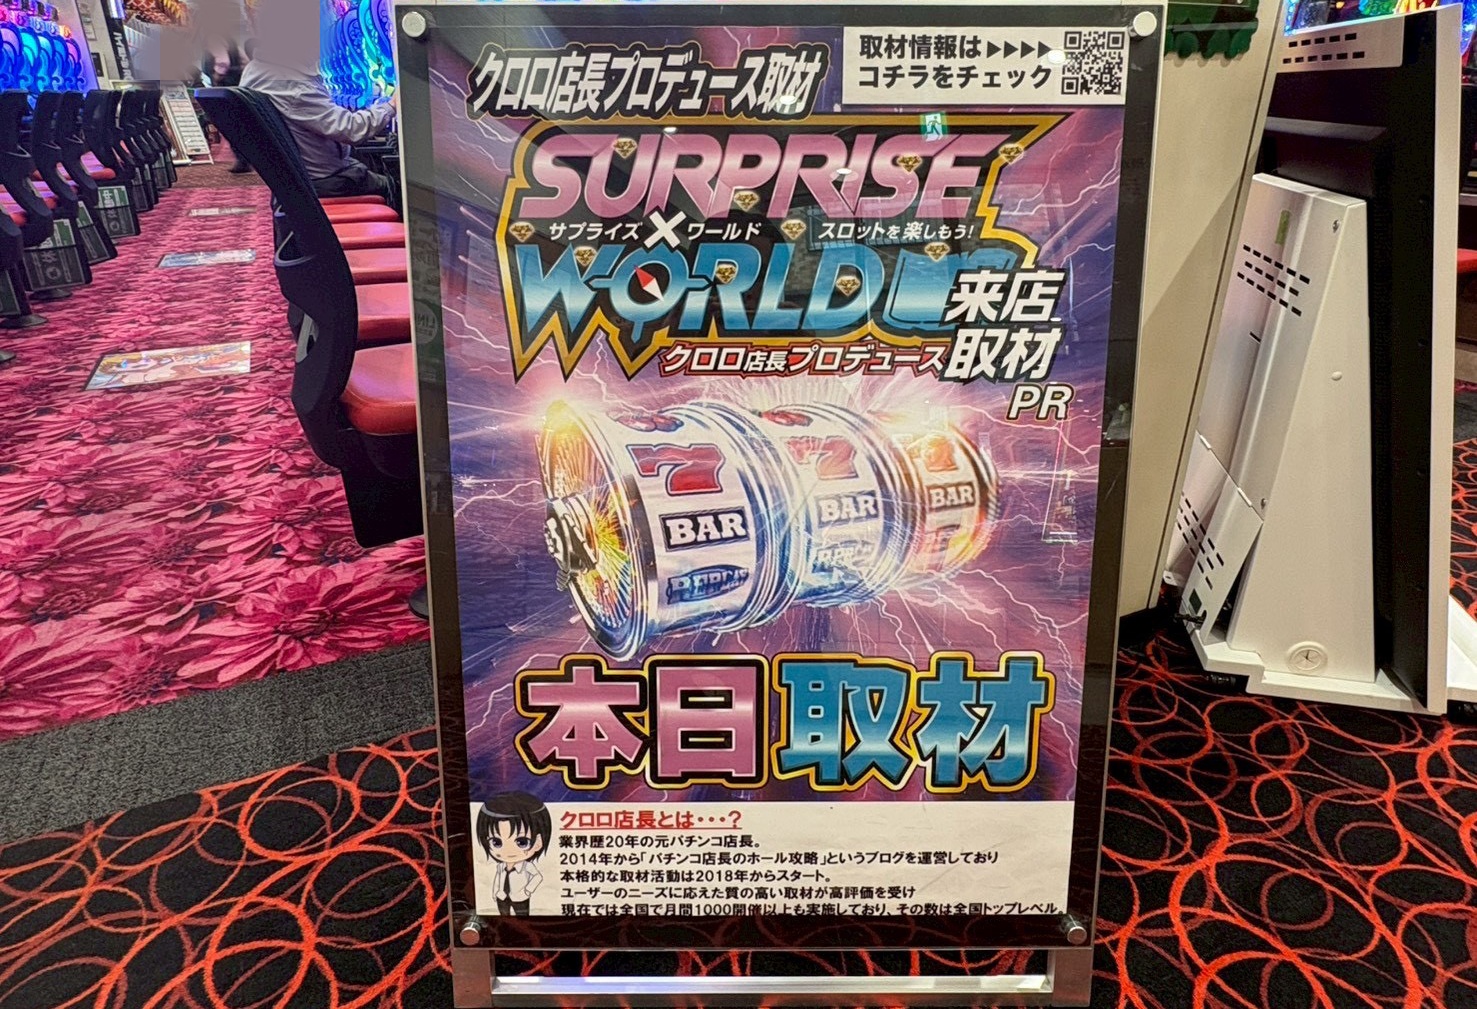 クロロ店長プロデュース取材
取材情報は▶▶▶▶
コチラをチェック
SURPRISE
サプライズ×ワールド スロットを楽しもう!
WORLD
来店
取材
クロロ店長プロデュース
PR
7
7
BAR
BAR
BAR
REPLAY
本日取材
クロロ店長とは・・・?
業界歴20年の元パチンコ店長。
2014年から「パチンコ店長のホール攻略」というブログを運営しており
本格的な取材活動は2018年からスタート。
ユーザーのニーズに応えた質の高い取材が高評価を受け
現在では全国で月間1000開催以上も実施しており、その数は全国トップレベル。